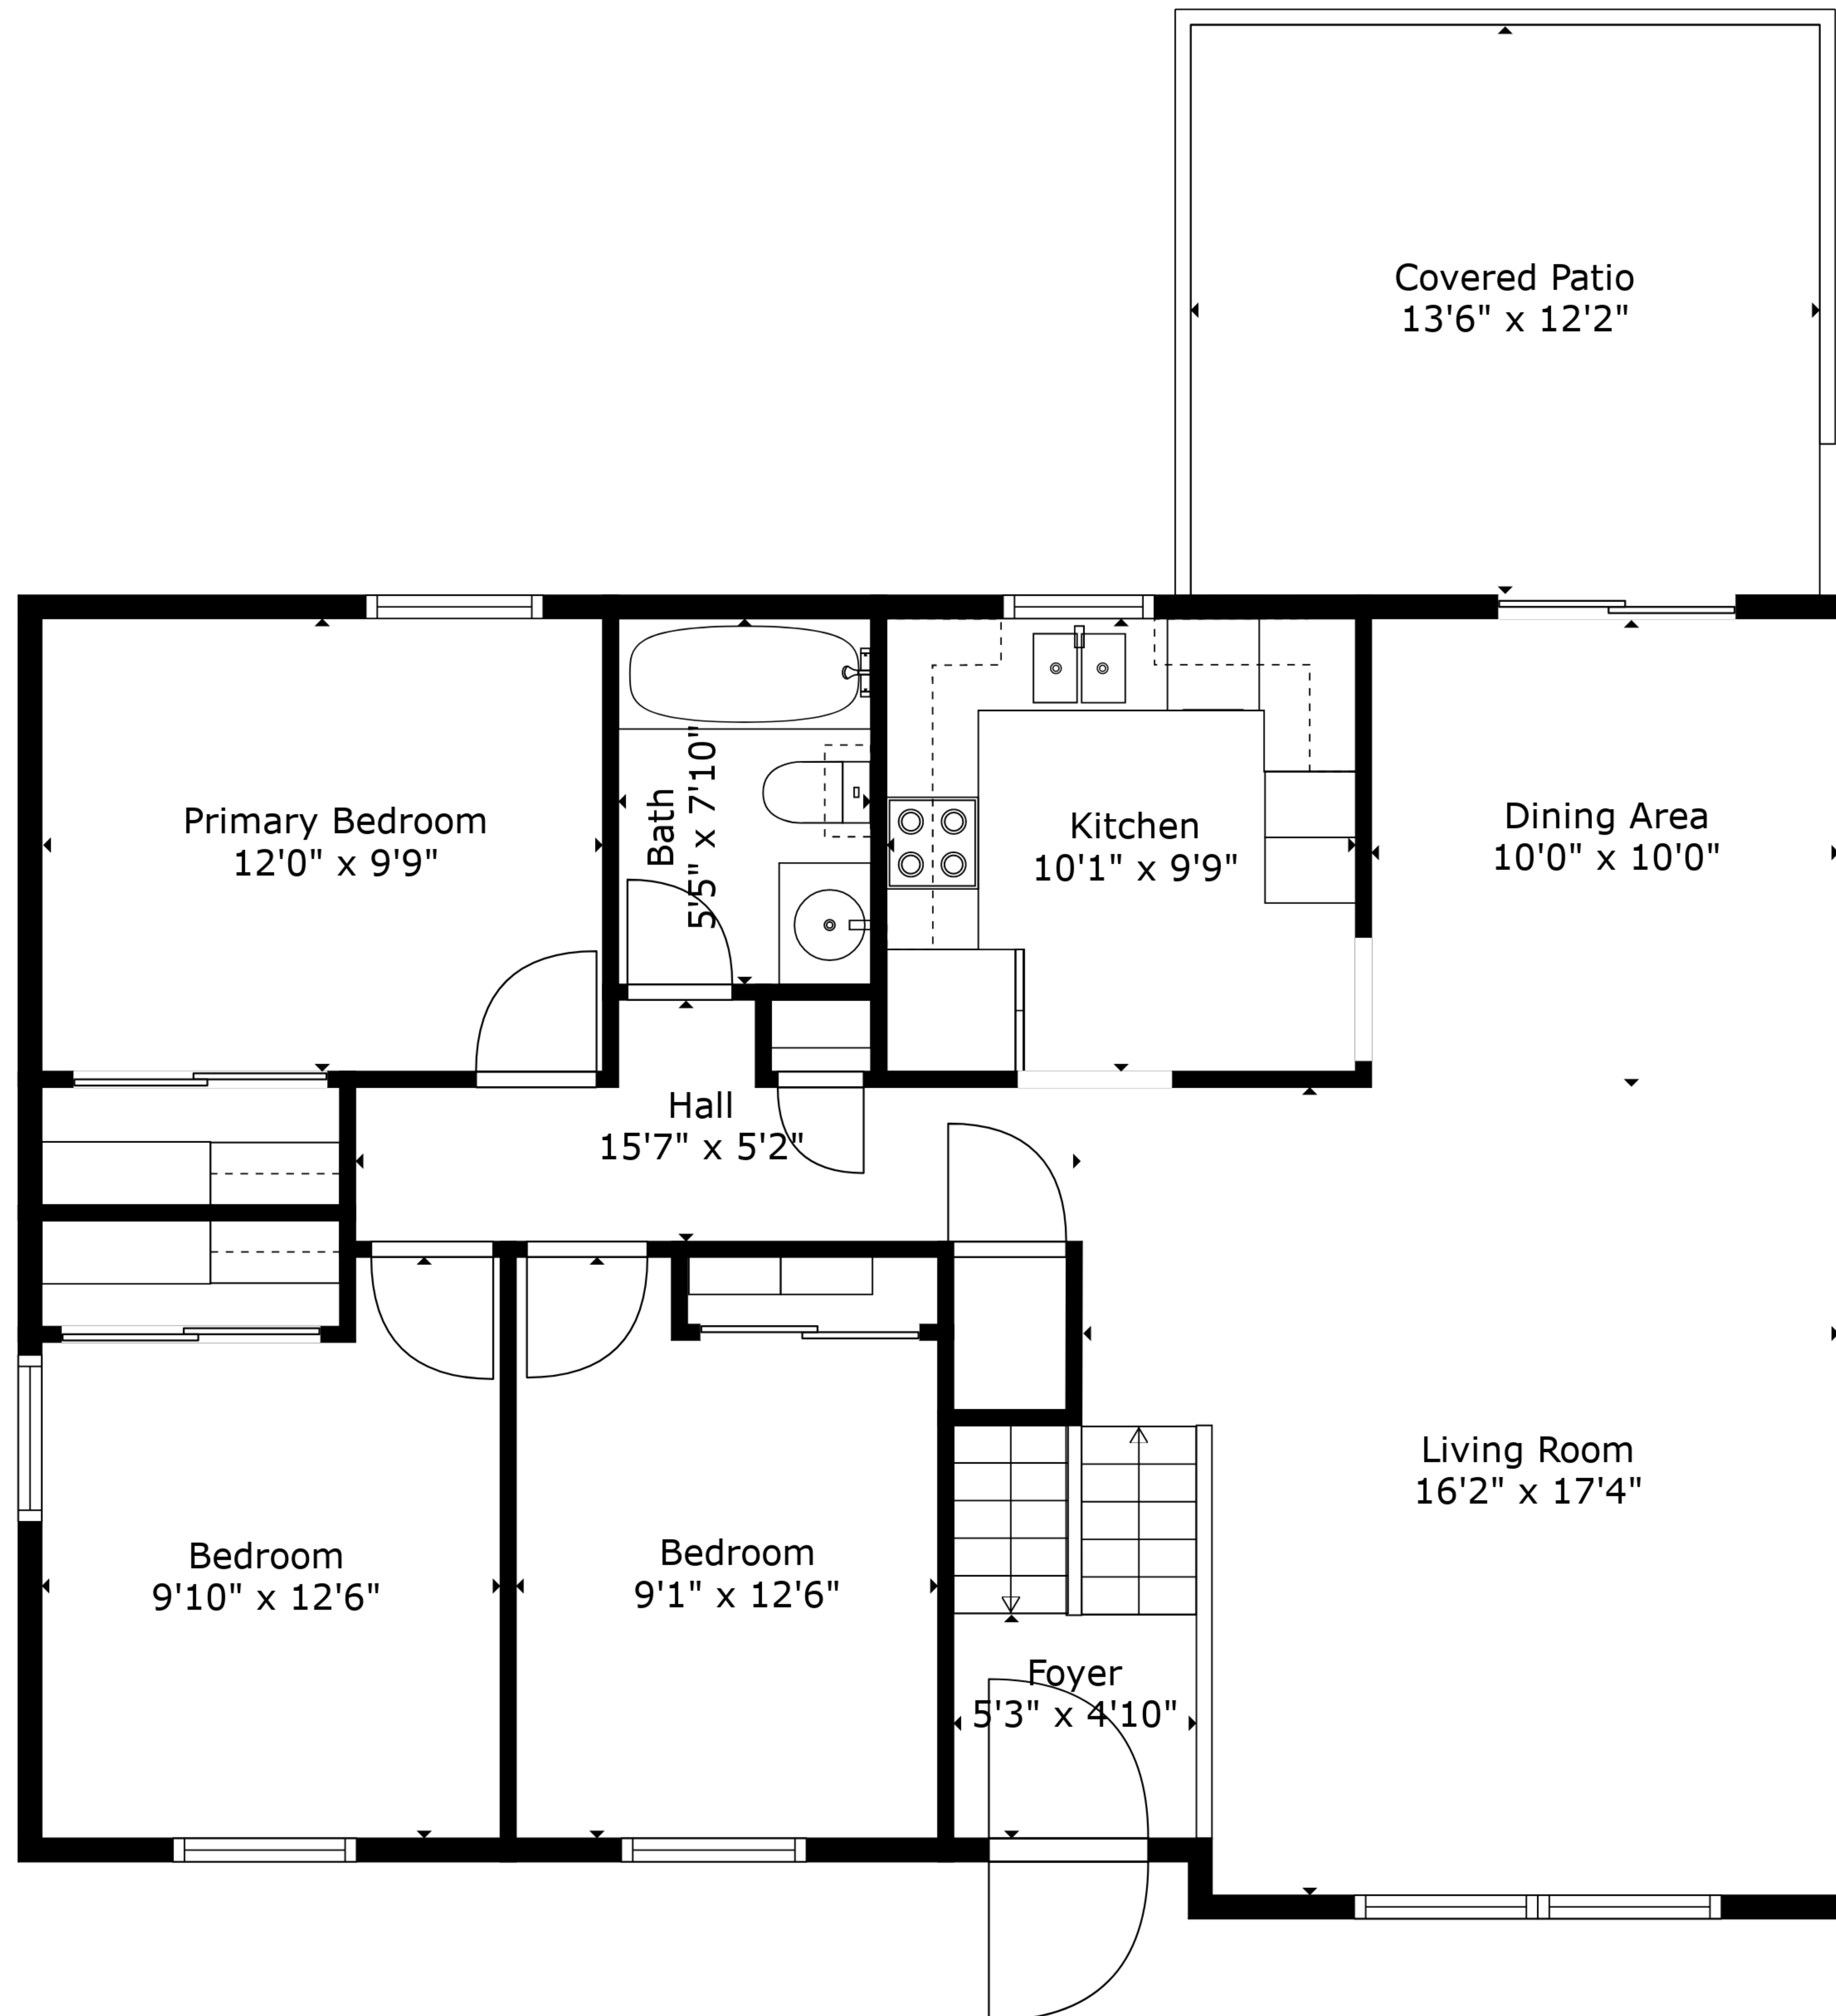 Covered Patio
13'6" x 12'2"
Primary Bedroom
12'0" x 9'9"
Bath
5'5" x 7'10"
Kitchen
10'1" x 9'9"
Dining Area
10'0" x 10'0"
Hall
15'7" x 5'2"
Living Room
16'2" x 17'4"
Bedroom
9'10" x 12'6"
Bedroom
9'1" x 12'6"
Foyer
5'3" x 4'10"